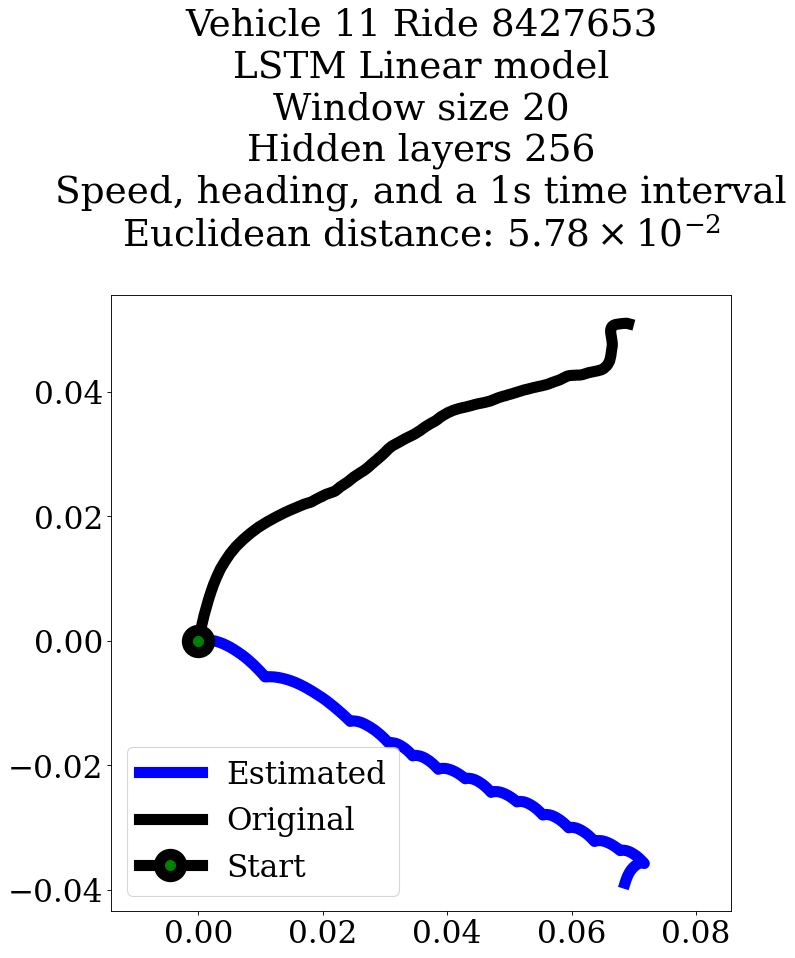 Vehicle 11 Ride 8427653
LSTM Linear model
Window size 20
Hidden layers 256
Speed, heading, and a 1s time interval
Euclidean distance: 5.78 × 10⁻²
0.04
0.02
0.00
−0.02
−0.04
Estimated
Original
Start
0.00 0.02 0.04 0.06 0.08